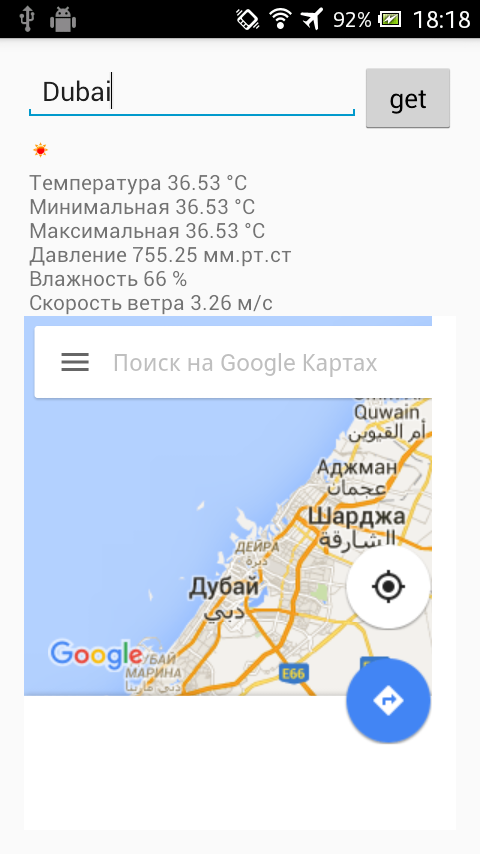 92% 18:18
Dubai
get
Температура 36.53 °C
Минимальная 36.53 °C
Максимальная 36.53 °C
Давление 755.25 мм.рт.ст
Влажность 66 %
Скорость ветра 3.26 м/с
Поиск на Google Картах
Quwain
أم القيوين
Аджман
عجمان
Шарджа
الشارقة
ДЕЙРА
ديرة
Дубай
دبي
Google
УБАЙ
МАРИНА
دبي مارينا
E66